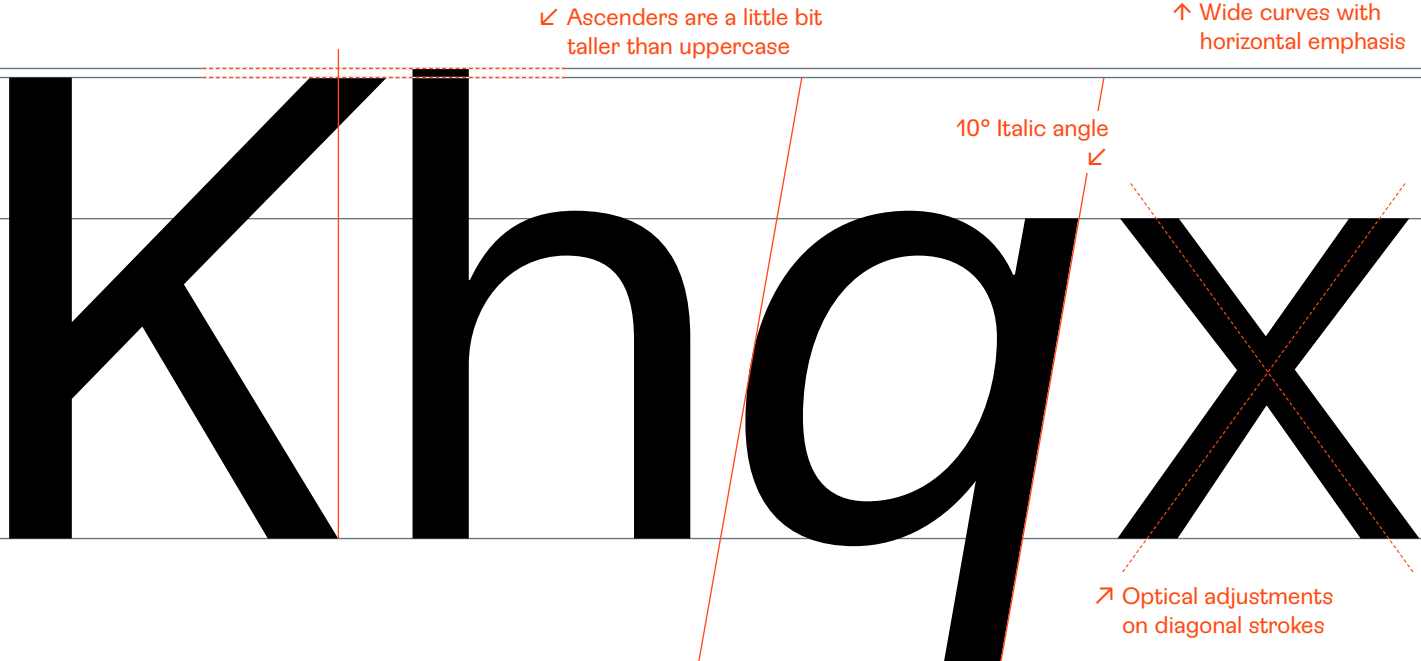 ↙ Ascenders are a little bit
taller than uppercase
↑ Wide curves with
horizontal emphasis
10° Italic angle
↙
Khqx
↗ Optical adjustments
on diagonal strokes